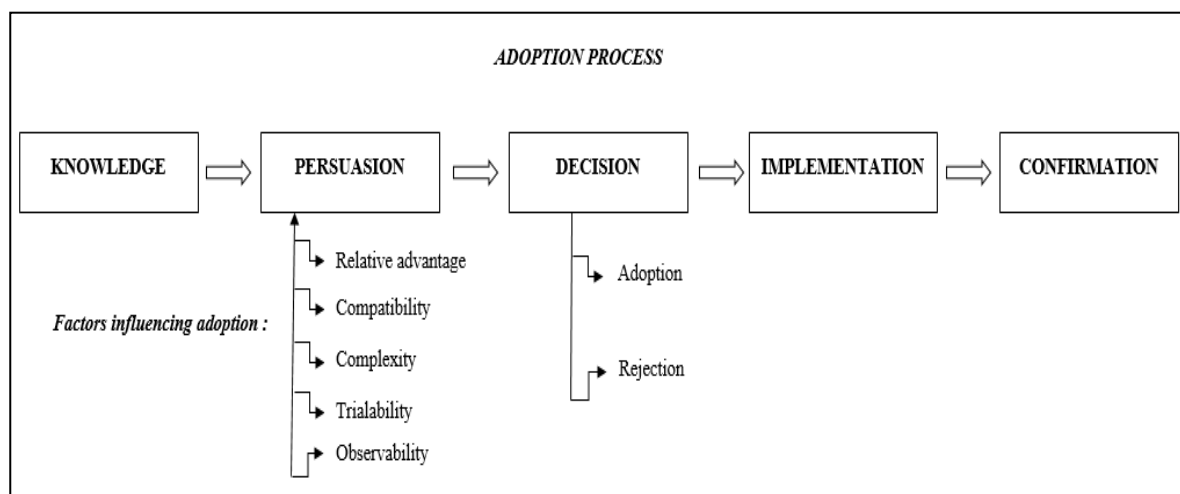 ADOPTION PROCESS
KNOWLEDGE
PERSUASION
DECISION
IMPLEMENTATION
CONFIRMATION
Factors influencing adoption :
Relative advantage
Compatibility
Complexity
Trialability
Observability
Adoption
Rejection